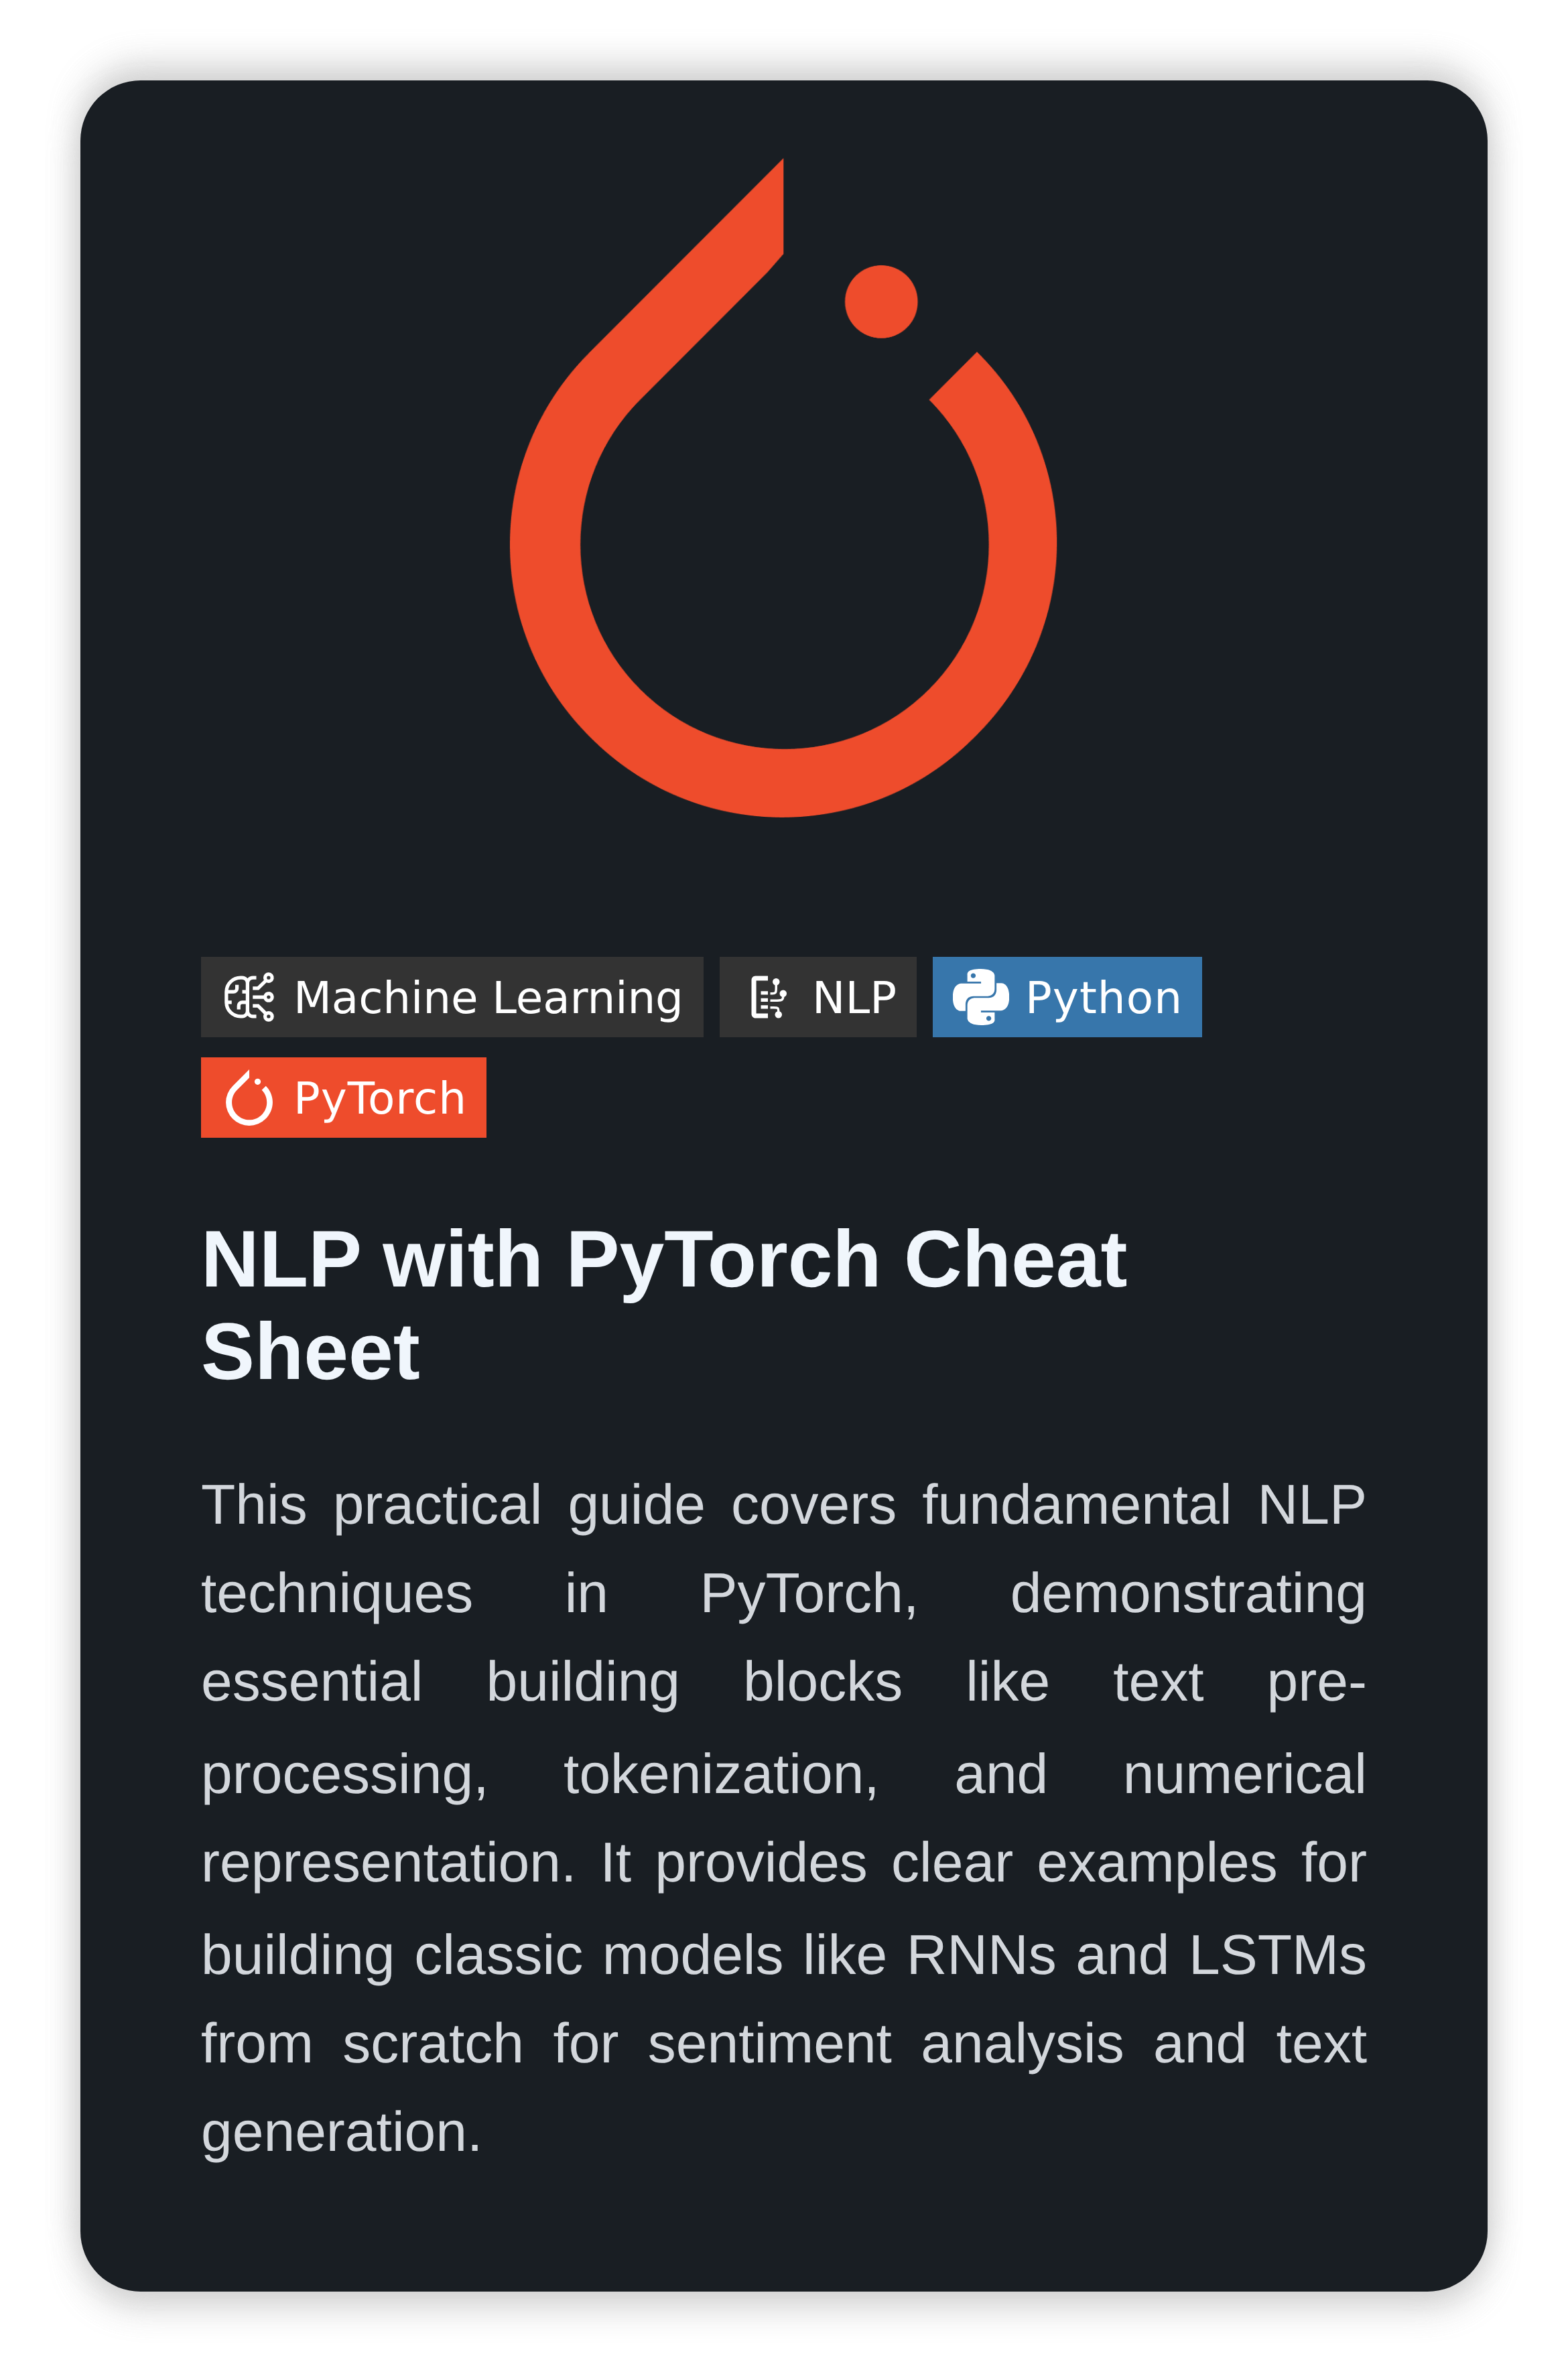 Machine Learning NLP Python
PyTorch
NLP with PyTorch Cheat
Sheet
This practical guide covers fundamental NLP
techniques in PyTorch, demonstrating
essential building blocks like text pre-
processing, tokenization, and numerical
representation. It provides clear examples for
building classic models like RNNs and LSTMs
from scratch for sentiment analysis and text
generation.